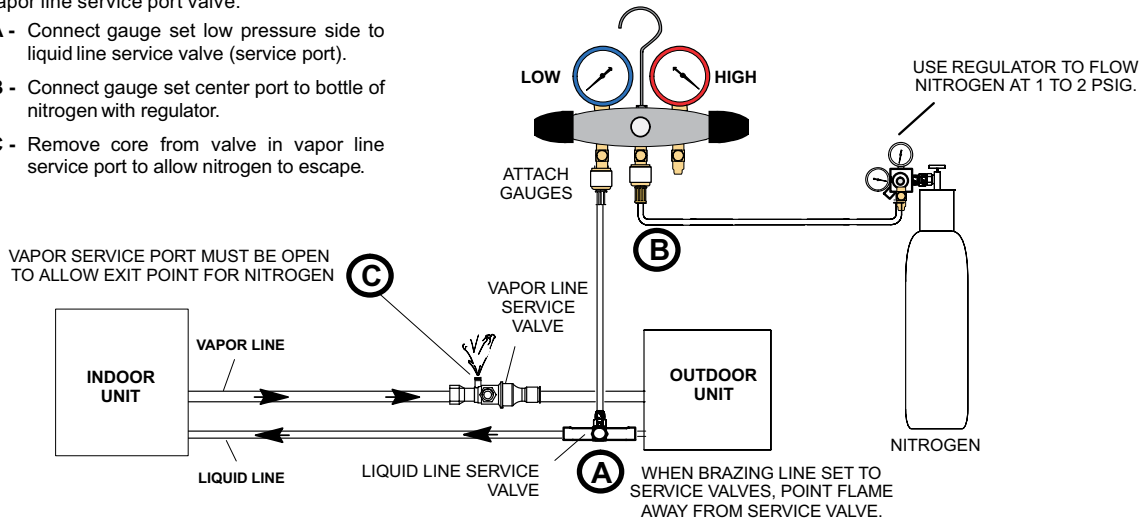 vapor line service port valve.
A - Connect gauge set low pressure side to
liquid line service valve (service port).
B - Connect gauge set center port to bottle of
nitrogen with regulator.
C - Remove core from valve in vapor line
service port to allow nitrogen to escape.
LOW
HIGH
USE REGULATOR TO FLOW
NITROGEN AT 1 TO 2 PSIG.
ATTACH
GAUGES
B
VAPOR SERVICE PORT MUST BE OPEN
TO ALLOW EXIT POINT FOR NITROGEN
C
VAPOR LINE
SERVICE
VALVE
INDOOR
UNIT
VAPOR LINE
OUTDOOR
UNIT
LIQUID LINE
LIQUID LINE SERVICE
VALVE
A
WHEN BRAZING LINE SET TO
SERVICE VALVES, POINT FLAME
AWAY FROM SERVICE VALVE.
NITROGEN